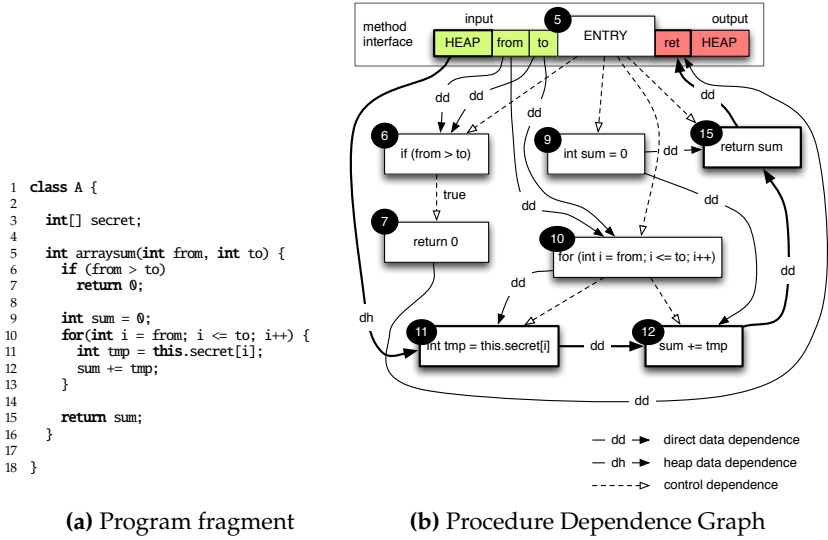 1 class A {
2
3 int[] secret;
4
5 int arraysum(int from, int to) {
6 if (from > to)
7 return 0;
8
9 int sum = 0;
10 for(int i = from; i <= to; i++) {
11 int tmp = this.secret[i];
12 sum += tmp;
13 }
14
15 return sum;
16 }
17
18 }
(a) Program fragment
method interface
input
output
HEAP
from
to
5
ENTRY
ret
HEAP
dd
dd
dd
dd
6
if (from > to)
9
int sum = 0
dd
15
return sum
true
7
return 0
dd
dd
dd
10
for (int i = from; i <= to; i++)
dd
dd
dh
11
int tmp = this.secret[i]
dd
12
sum += tmp
dd
dd direct data dependence
dh heap data dependence
control dependence
(b) Procedure Dependence Graph